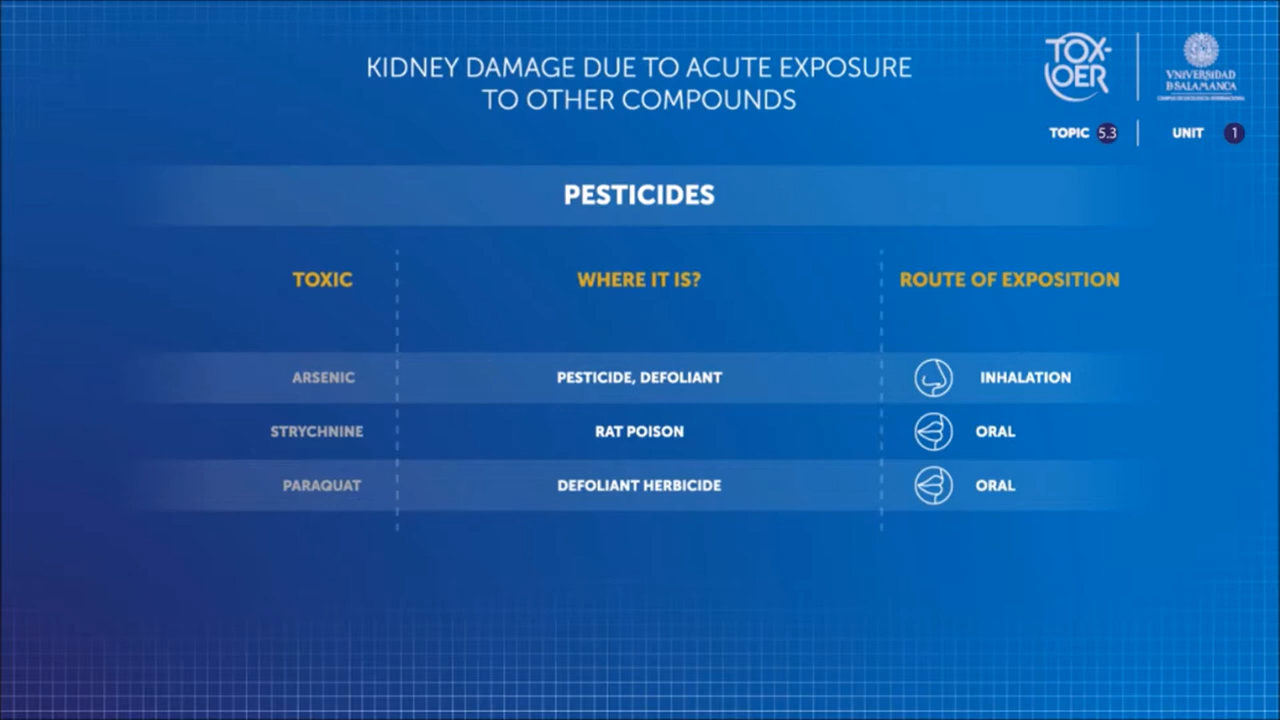 KIDNEY DAMAGE DUE TO ACUTE EXPOSURE
TO OTHER COMPOUNDS
TOX-
OER
VNiVERSiDAD
D SALAMANCA
TOPIC 5.3
UNIT 1
PESTICIDES
TOXIC
WHERE IT IS?
ROUTE OF EXPOSITION
ARSENIC
PESTICIDE, DEFOLIANT
INHALATION
STRYCHNINE
RAT POISON
ORAL
PARAQUAT
DEFOLIANT HERBICIDE
ORAL